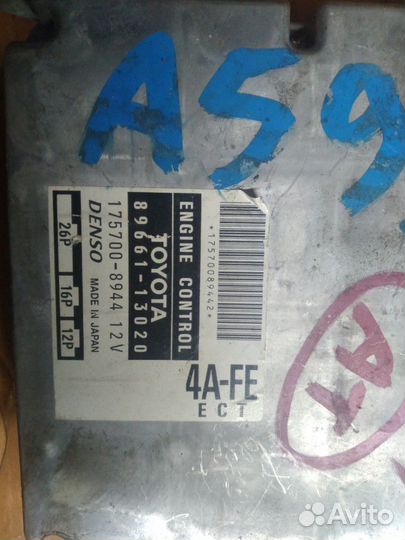 A59
ENGINE CONTROL
TOYOTA
89661-13020
175700-8944 12V
DENSO MADE IN JAPAN
26P 16P 12P
*17570089442*
4A-FE
ECT
AT
Avito